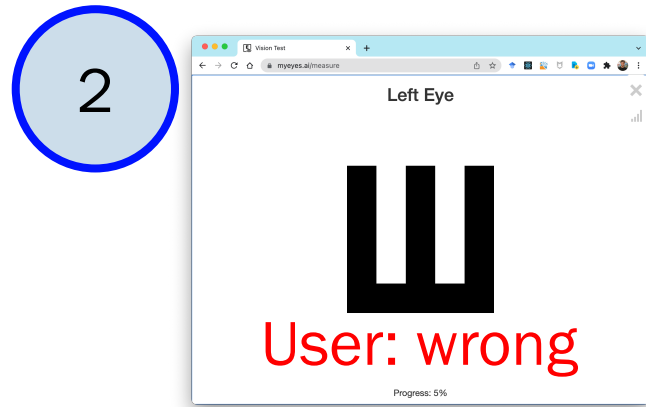 2
Vision Test
myeyes.ai/measure
Left Eye
User: wrong
Progress: 5%